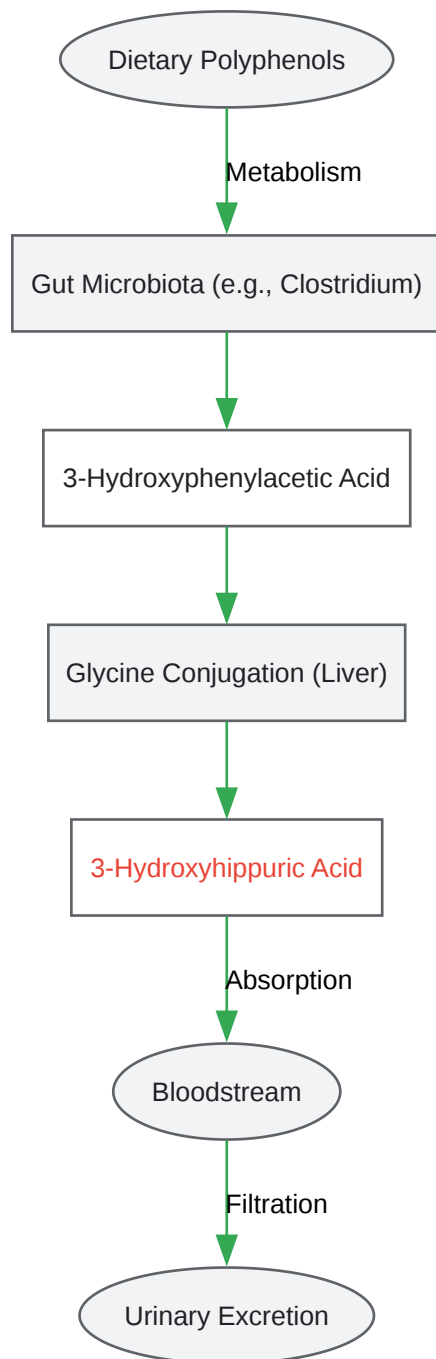 Dietary Polyphenols
Metabolism
Gut Microbiota (e.g., Clostridium)
3-Hydroxyphenylacetic Acid
Glycine Conjugation (Liver)
3-Hydroxyhippuric Acid
Absorption
Bloodstream
Filtration
Urinary Excretion